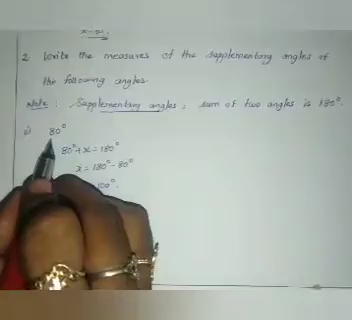 2. Write the measures of the supplementary angles of
the following angles.
Note : Supplementary angles : sum of two angles is 180°.
i) 80°
80° + x = 180°
x = 180° - 80°
100°.